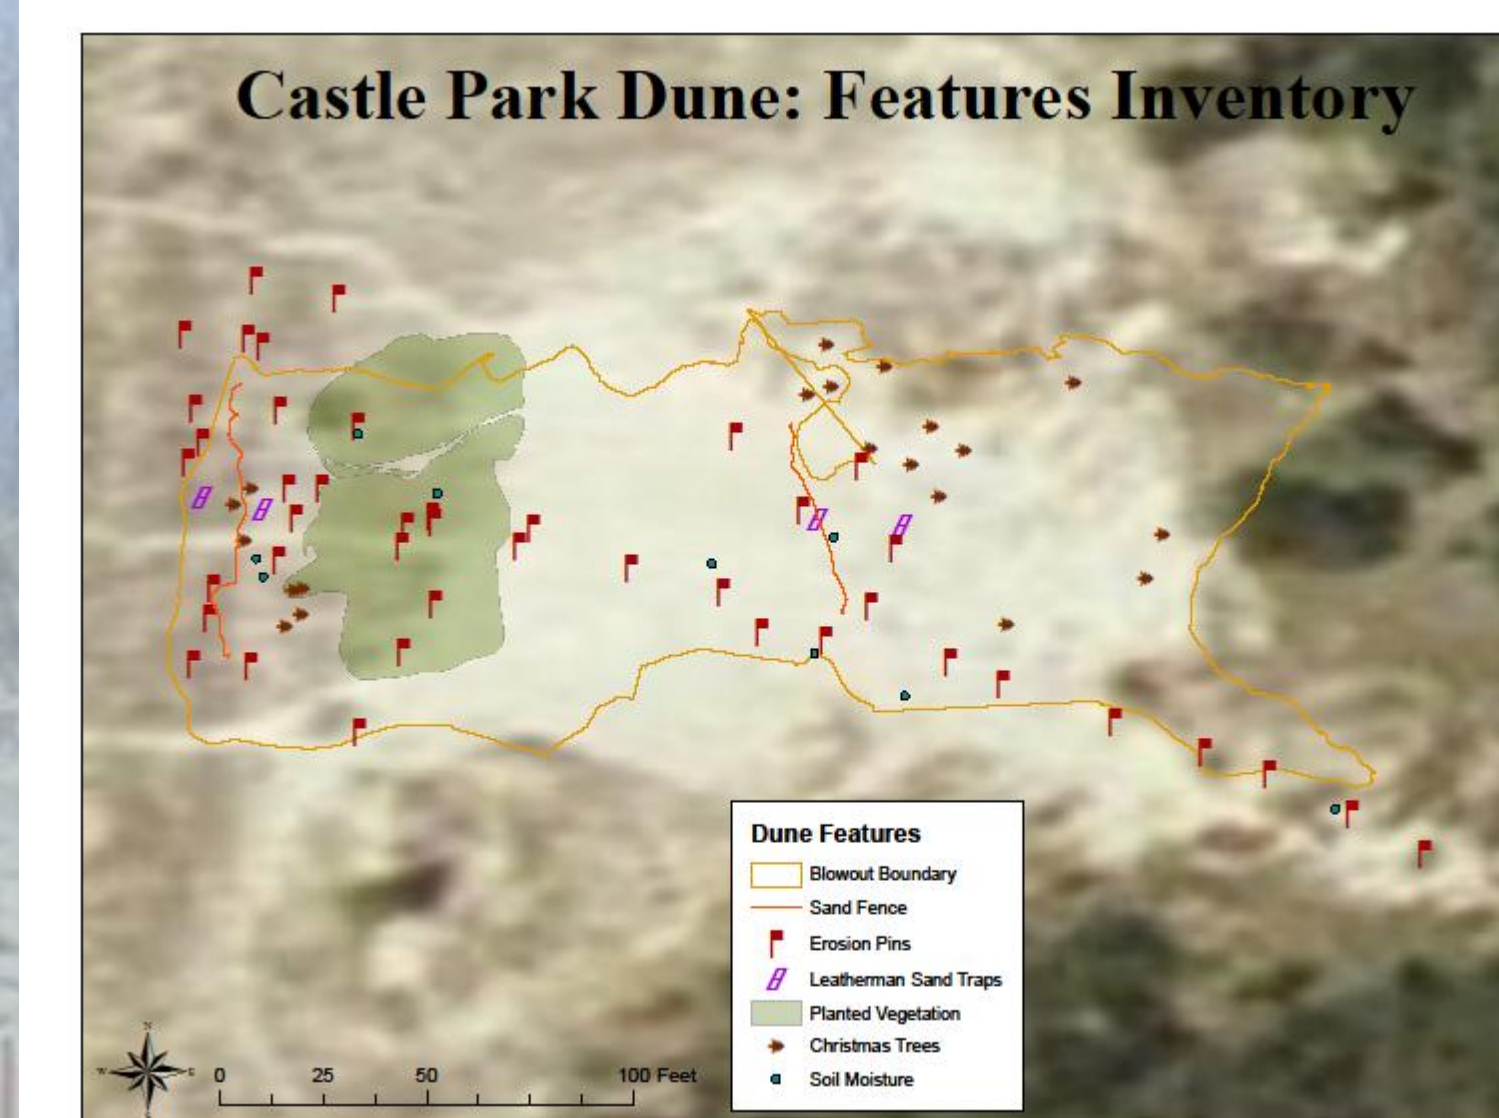 Castle Park Dune: Features Inventory
Dune Features
Blowout Boundary
Sand Fence
Erosion Pins
Leatherman Sand Traps
Planted Vegetation
Christmas Trees
Soil Moisture
N
W E
S
0 25 50 100 Feet